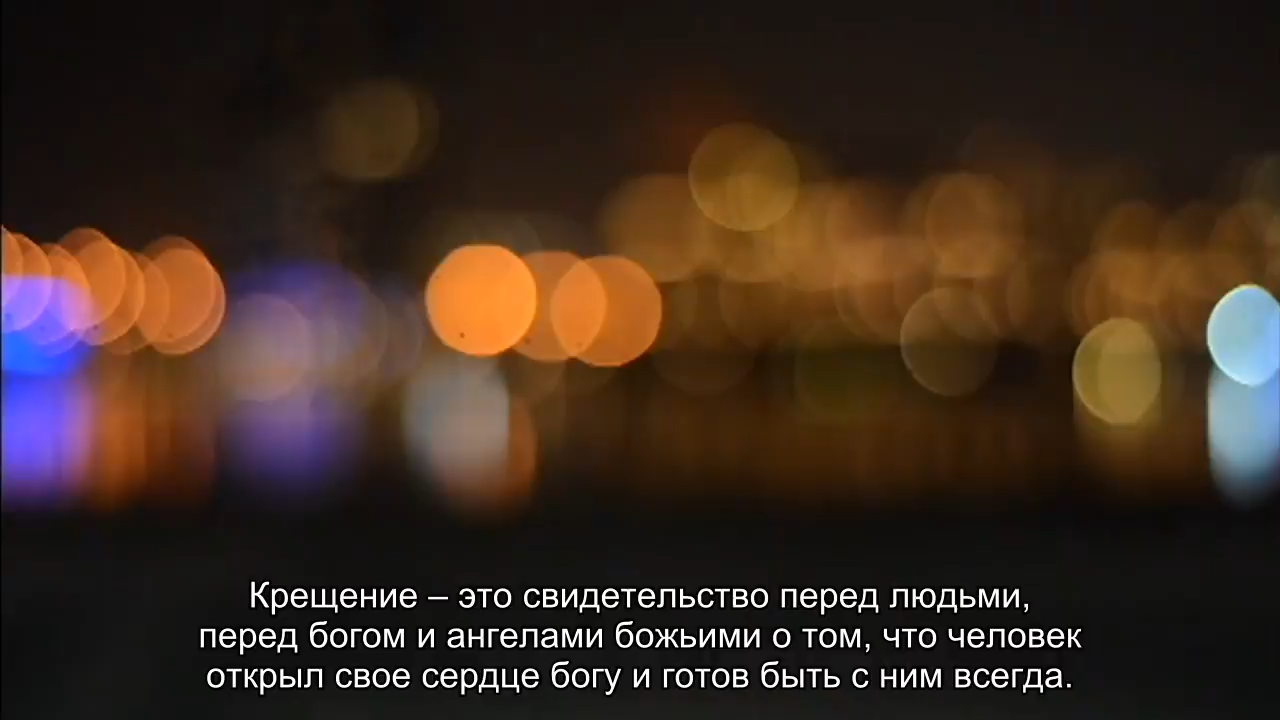 Крещение – это свидетельство перед людьми,
перед богом и ангелами божьими о том, что человек
открыл свое сердце богу и готов быть с ним всегда.